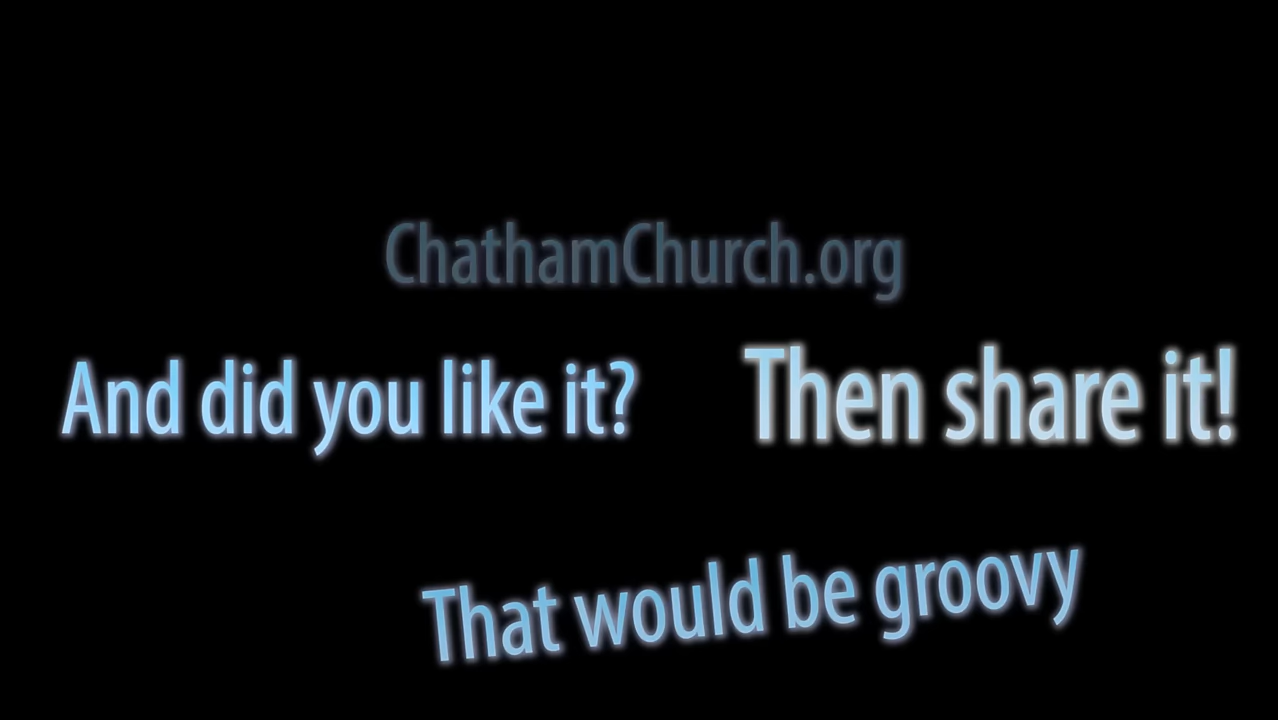 ChathamChurch.org
And did you like it? Then share it!
That would be groovy